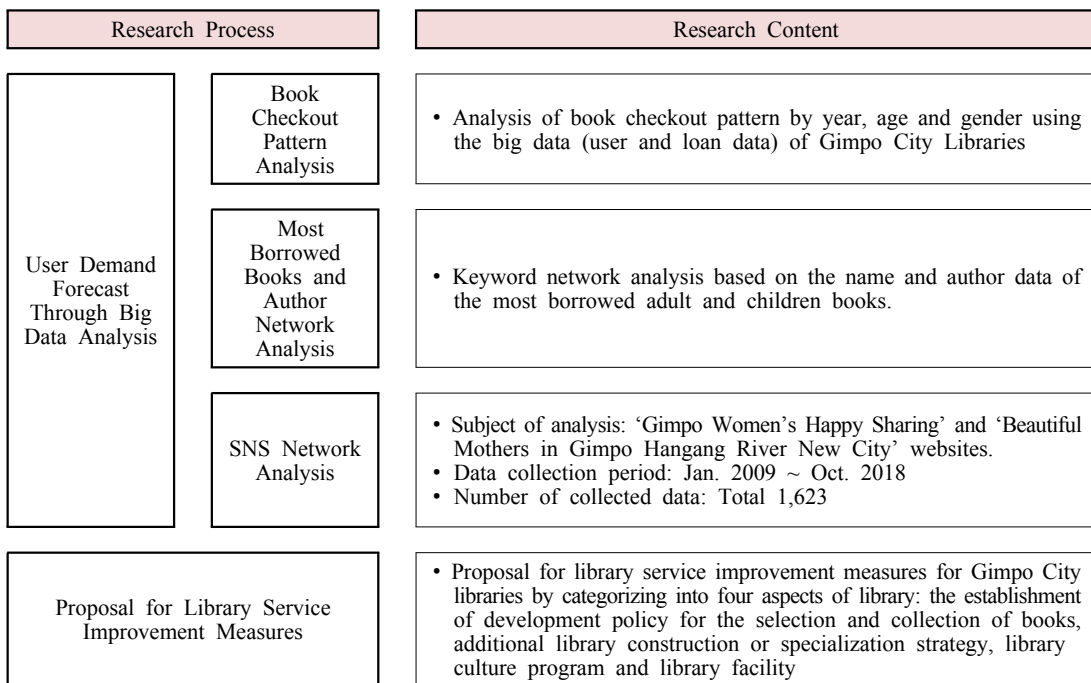 Research Process
Research Content
User Demand
Forecast
Through Big
Data Analysis
Book
Checkout
Pattern
Analysis
• Analysis of book checkout pattern by year, age and gender using
the big data (user and loan data) of Gimpo City Libraries
Most
Borrowed
Books and
Author
Network
Analysis
• Keyword network analysis based on the name and author data of
the most borrowed adult and children books.
SNS Network
Analysis
• Subject of analysis: ‘Gimpo Women’s Happy Sharing’ and ‘Beautiful
Mothers in Gimpo Hangang River New City’ websites.
• Data collection period: Jan. 2009 ~ Oct. 2018
• Number of collected data: Total 1,623
Proposal for Library Service
Improvement Measures
• Proposal for library service improvement measures for Gimpo City
libraries by categorizing into four aspects of library: the establishment
of development policy for the selection and collection of books,
additional library construction or specialization strategy, library
culture program and library facility